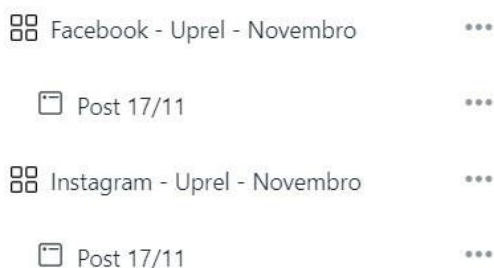 Facebook - Uprel - Novembro
Post 17/11
Instagram - Uprel - Novembro
Post 17/11